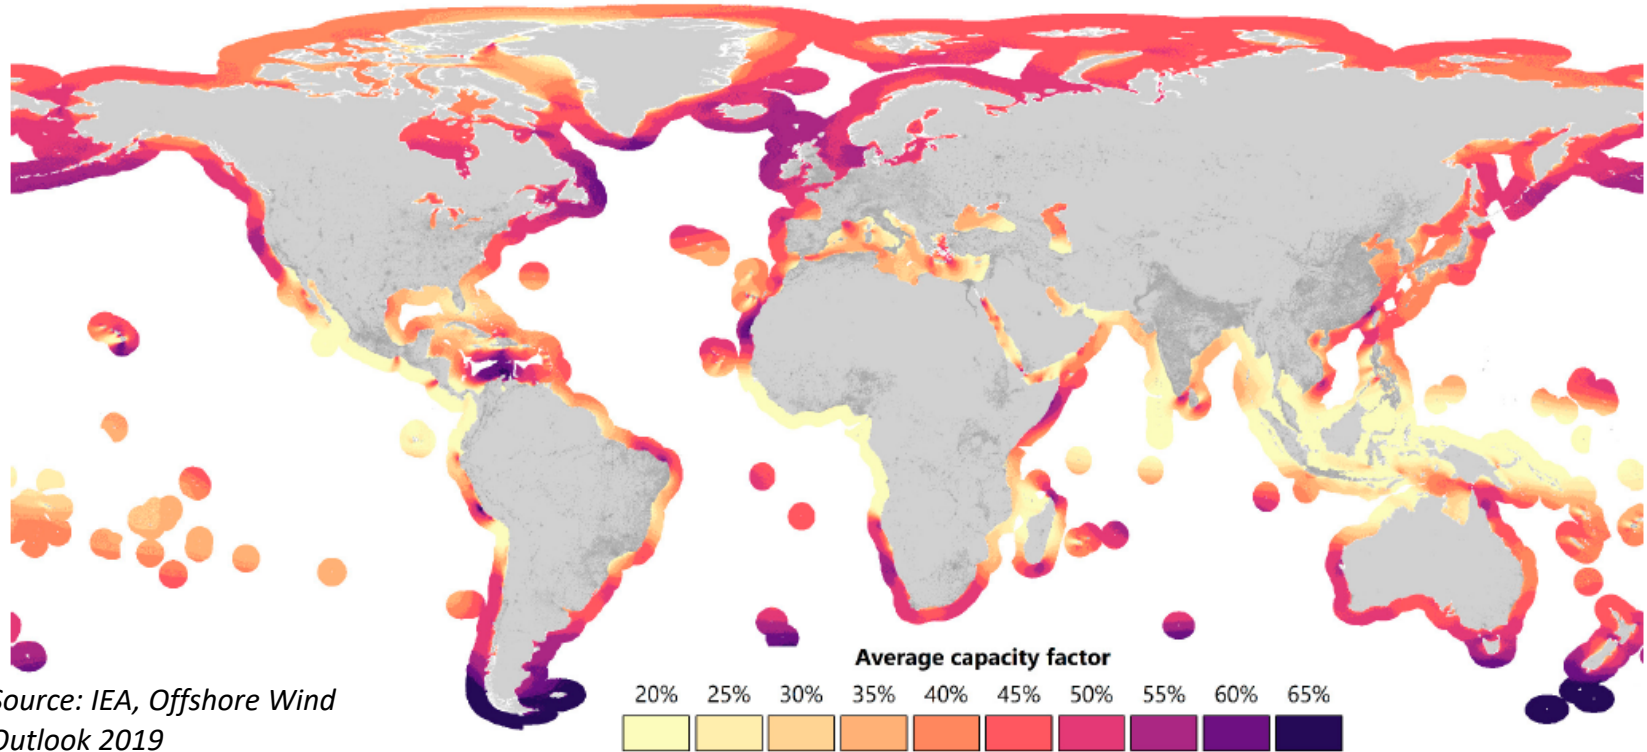 Average capacity factor
20% 25% 30% 35% 40% 45% 50% 55% 60% 65%
Source: IEA, Offshore Wind
Outlook 2019